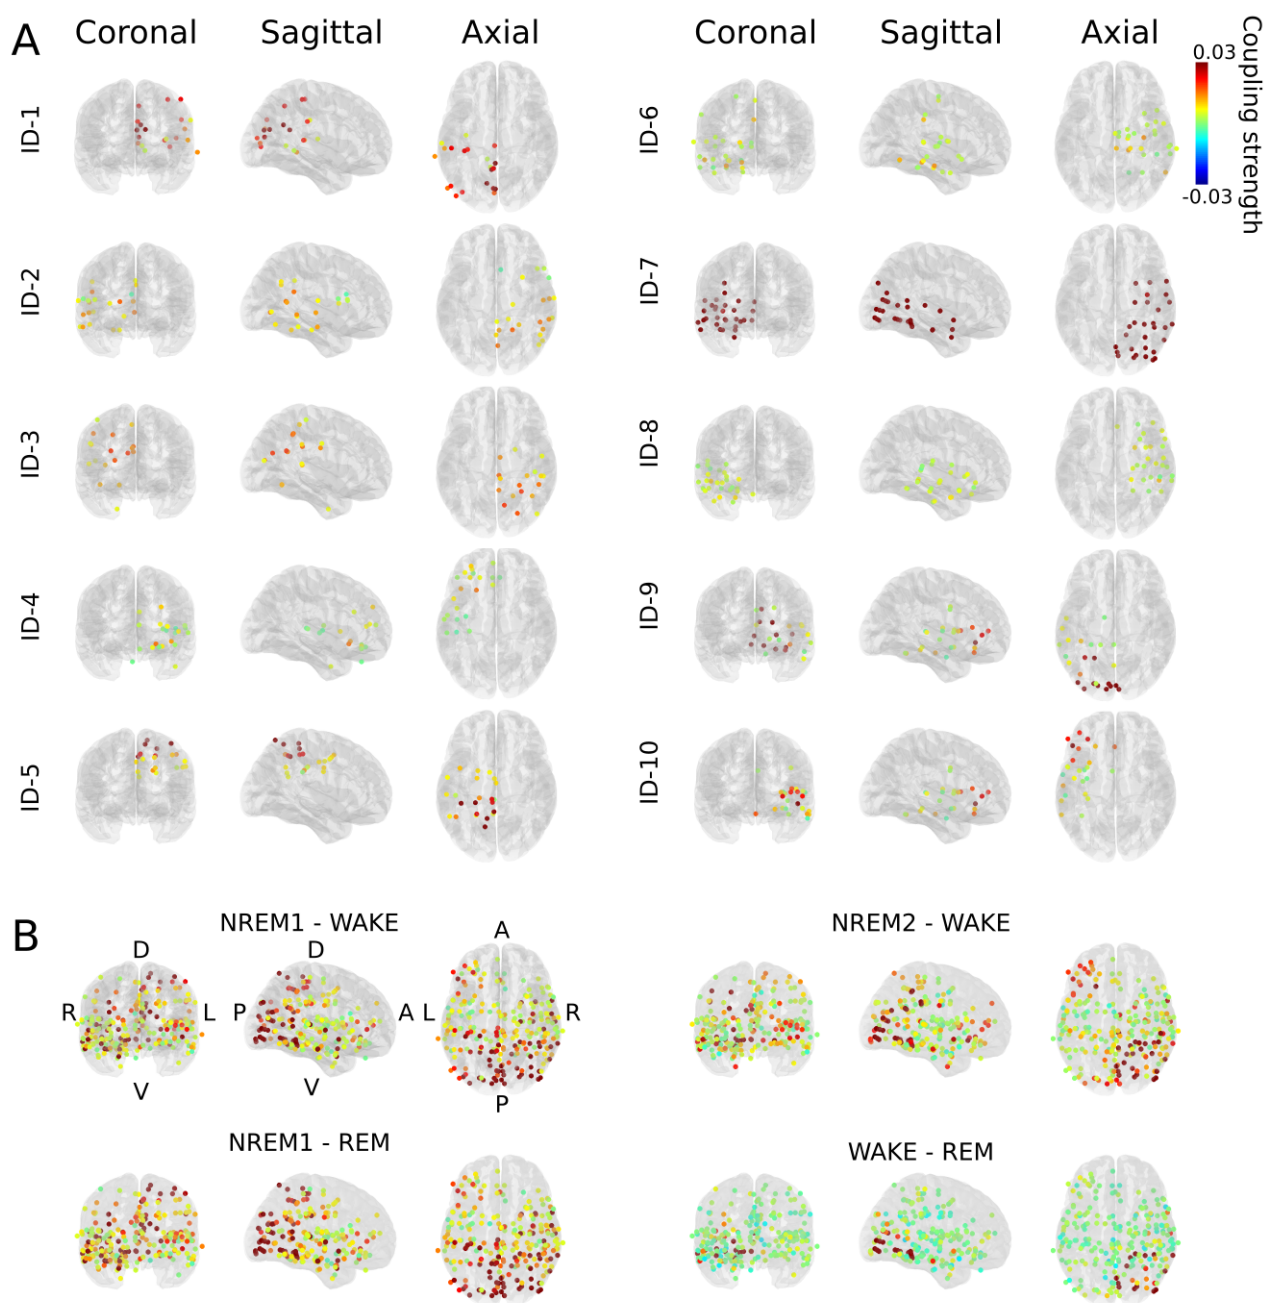 A
Coronal Sagittal Axial
Coronal Sagittal Axial
0.03
-0.03
Coupling strength
ID-1
ID-6
ID-2
ID-7
ID-3
ID-8
ID-4
ID-9
ID-5
ID-10
B
NREM1 - WAKE
D D A
R L P A L R
V V P
NREM2 - WAKE
NREM1 - REM
WAKE - REM